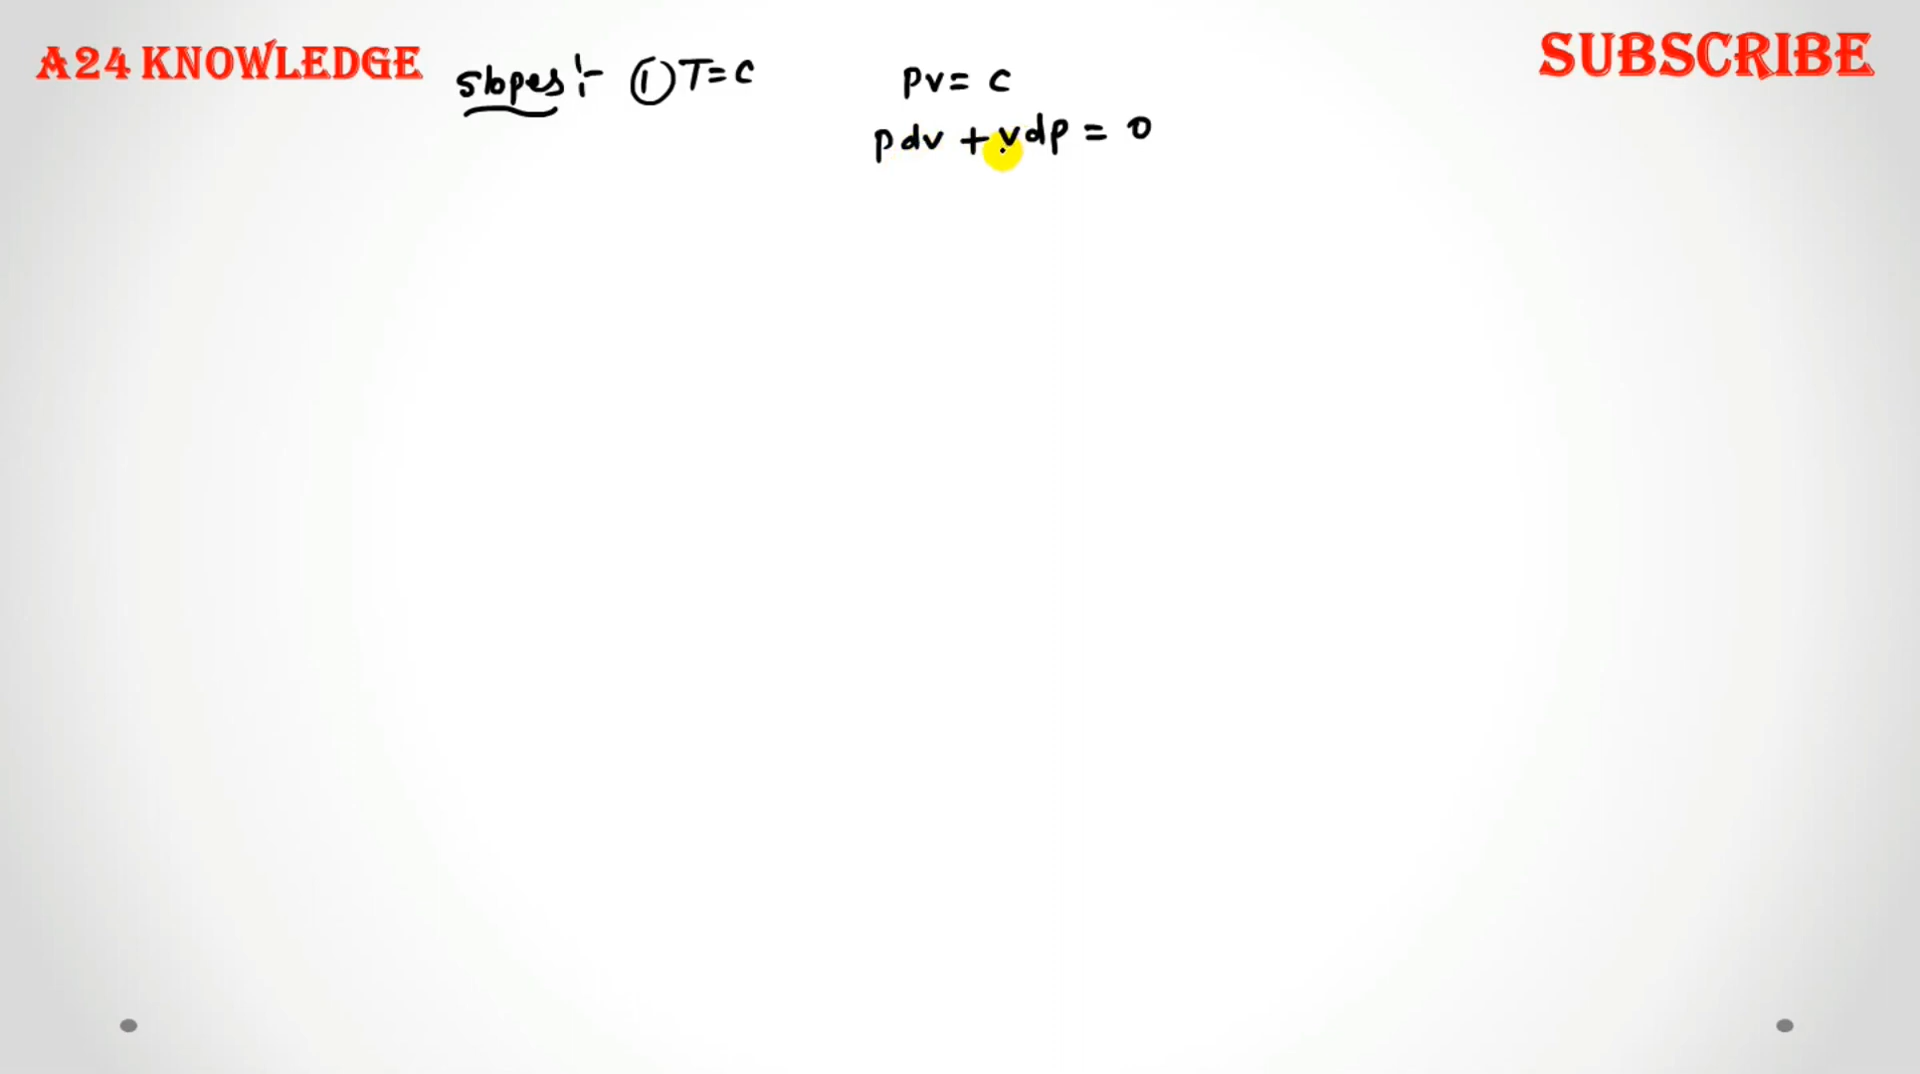 A24 KNOWLEDGE
SUBSCRIBE
slopes :- ① T = C
PV = C
pdv + vdp = 0